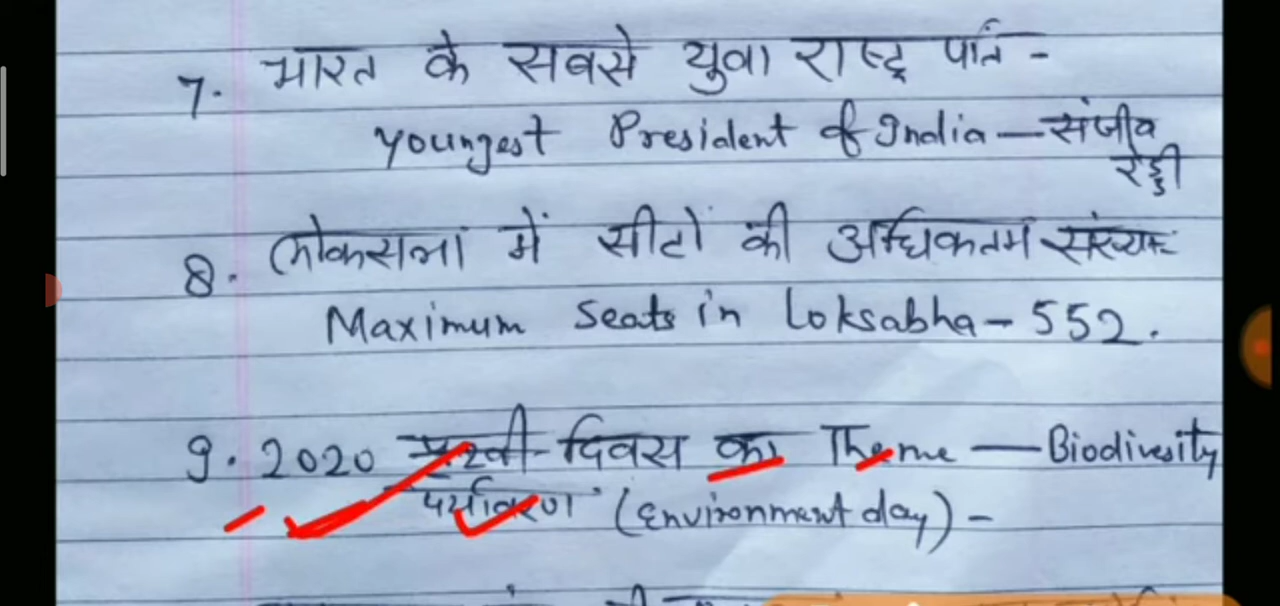 7. भारत के सबसे युवा राष्ट्र पति -
youngest President of India — संजीव
रेड्डी
8. लोकसभा में सीटों की अधिकतम संख्या -
Maximum seats in Loksabha - 552.
9. 2020 पृथ्वी दिवस का Theme — Biodivesity
पर्यावरण (Environment day) -